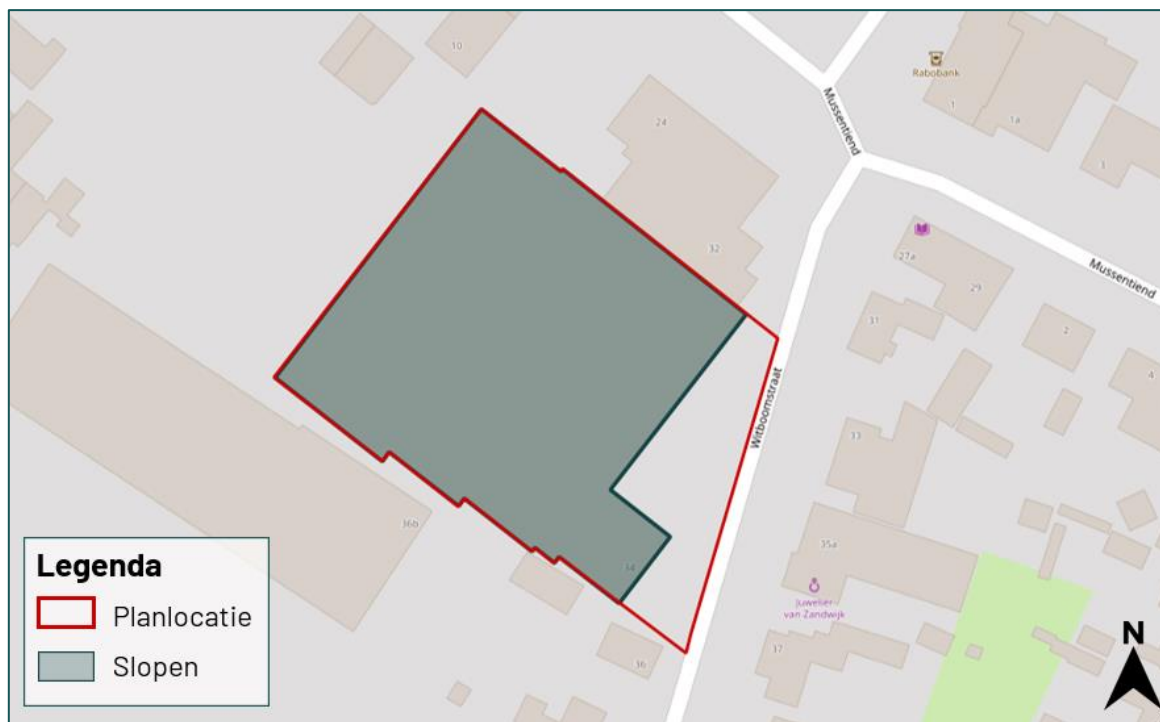 10
Rabobank
1
1a
3
24
Mussentiend
32
27a
29
31
2
4
Mussentiend
Witboomstraat
33
36b
35a
34
Juwelier
van Zandwijk
36
37
Legenda
Planlocatie
Slopen
N